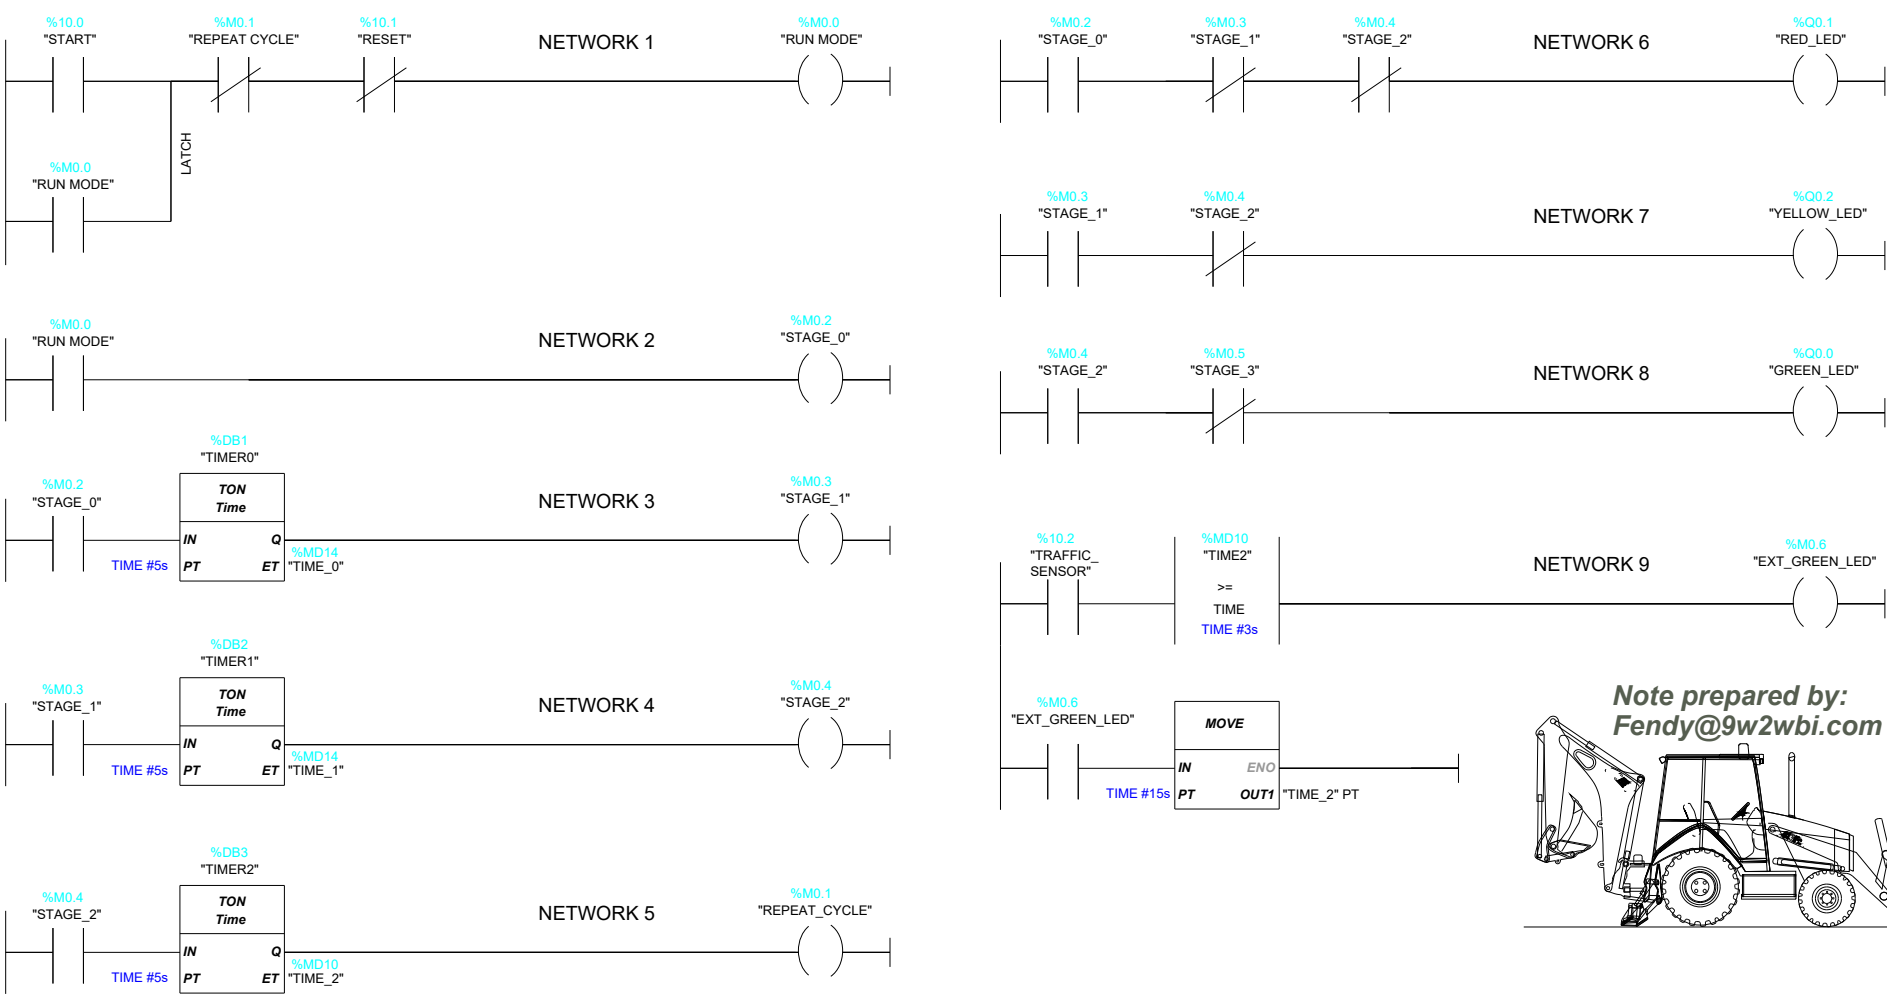 %10.0
"START"
%M0.1
"REPEAT CYCLE"
%10.1
"RESET"
NETWORK 1
%M0.0
"RUN MODE"
LATCH
%M0.0
"RUN MODE"
%M0.0
"RUN MODE"
NETWORK 2
%M0.2
"STAGE_0"
%DB1
"TIMER0"
%M0.2
"STAGE_0"
TON
Time
NETWORK 3
%M0.3
"STAGE_1"
IN Q
TIME #5s PT ET
%MD14
"TIME_0"
%DB2
"TIMER1"
%M0.3
"STAGE_1"
TON
Time
NETWORK 4
%M0.4
"STAGE_2"
IN Q
TIME #5s PT ET
%MD14
"TIME_1"
%DB3
"TIMER2"
%M0.4
"STAGE_2"
TON
Time
NETWORK 5
%M0.1
"REPEAT_CYCLE"
IN Q
TIME #5s PT ET
%MD10
"TIME_2"
%M0.2
"STAGE_0"
%M0.3
"STAGE_1"
%M0.4
"STAGE_2"
NETWORK 6
%Q0.1
"RED_LED"
%M0.3
"STAGE_1"
%M0.4
"STAGE_2"
NETWORK 7
%Q0.2
"YELLOW_LED"
%M0.4
"STAGE_2"
%M0.5
"STAGE_3"
NETWORK 8
%Q0.0
"GREEN_LED"
%10.2
"TRAFFIC_
SENSOR"
%MD10
"TIME2"
>=
TIME
TIME #3s
NETWORK 9
%M0.6
"EXT_GREEN_LED"
%M0.6
"EXT_GREEN_LED"
MOVE
IN ENO
TIME #15s PT OUT1 "TIME_2" PT
Note prepared by:
Fendy@9w2wbi.com